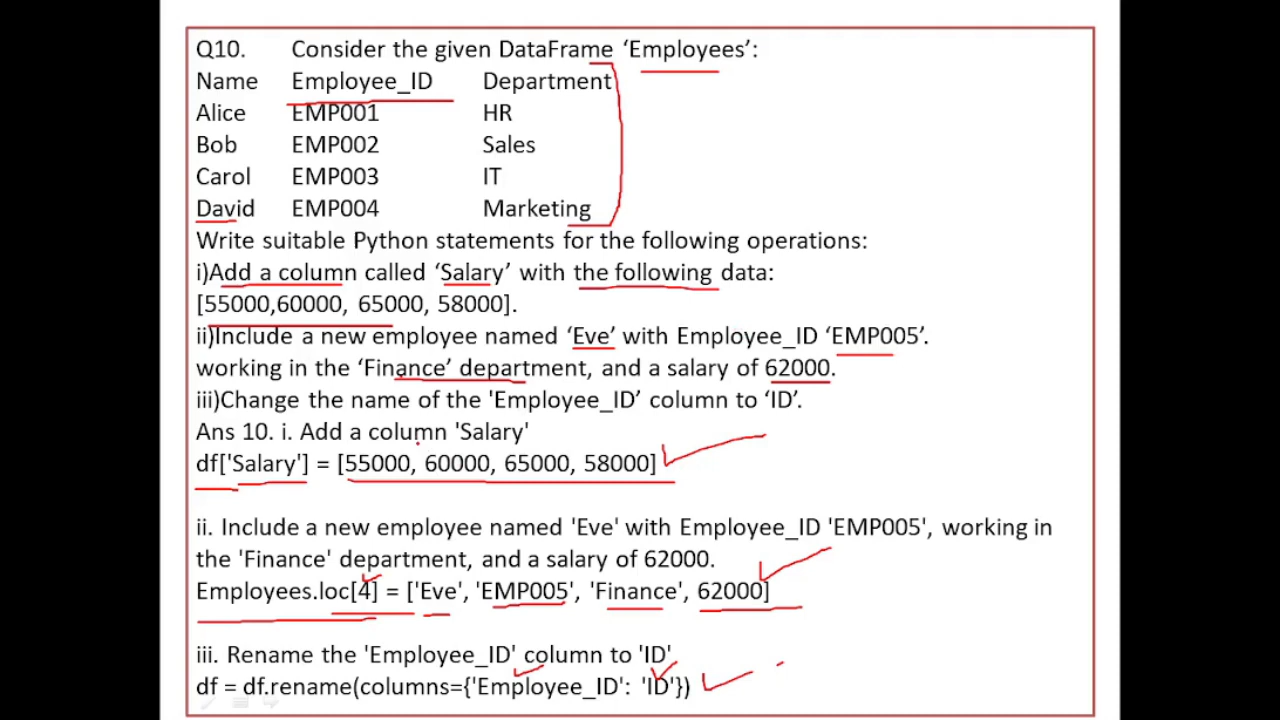 Q10. Consider the given DataFrame ‘Employees’:
Name Employee_ID Department
Alice EMP001 HR
Bob EMP002 Sales
Carol EMP003 IT
David EMP004 Marketing
Write suitable Python statements for the following operations:
i)Add a column called ‘Salary’ with the following data:
[55000,60000, 65000, 58000].
ii)Include a new employee named ‘Eve’ with Employee_ID ‘EMP005’.
working in the ‘Finance’ department, and a salary of 62000.
iii)Change the name of the 'Employee_ID’ column to ‘ID’.
Ans 10. i. Add a column 'Salary'
df['Salary'] = [55000, 60000, 65000, 58000]
ii. Include a new employee named 'Eve' with Employee_ID 'EMP005', working in
the 'Finance' department, and a salary of 62000.
Employees.loc[4] = ['Eve', 'EMP005', 'Finance', 62000]
iii. Rename the 'Employee_ID' column to 'ID'
df = df.rename(columns={'Employee_ID': 'ID'})